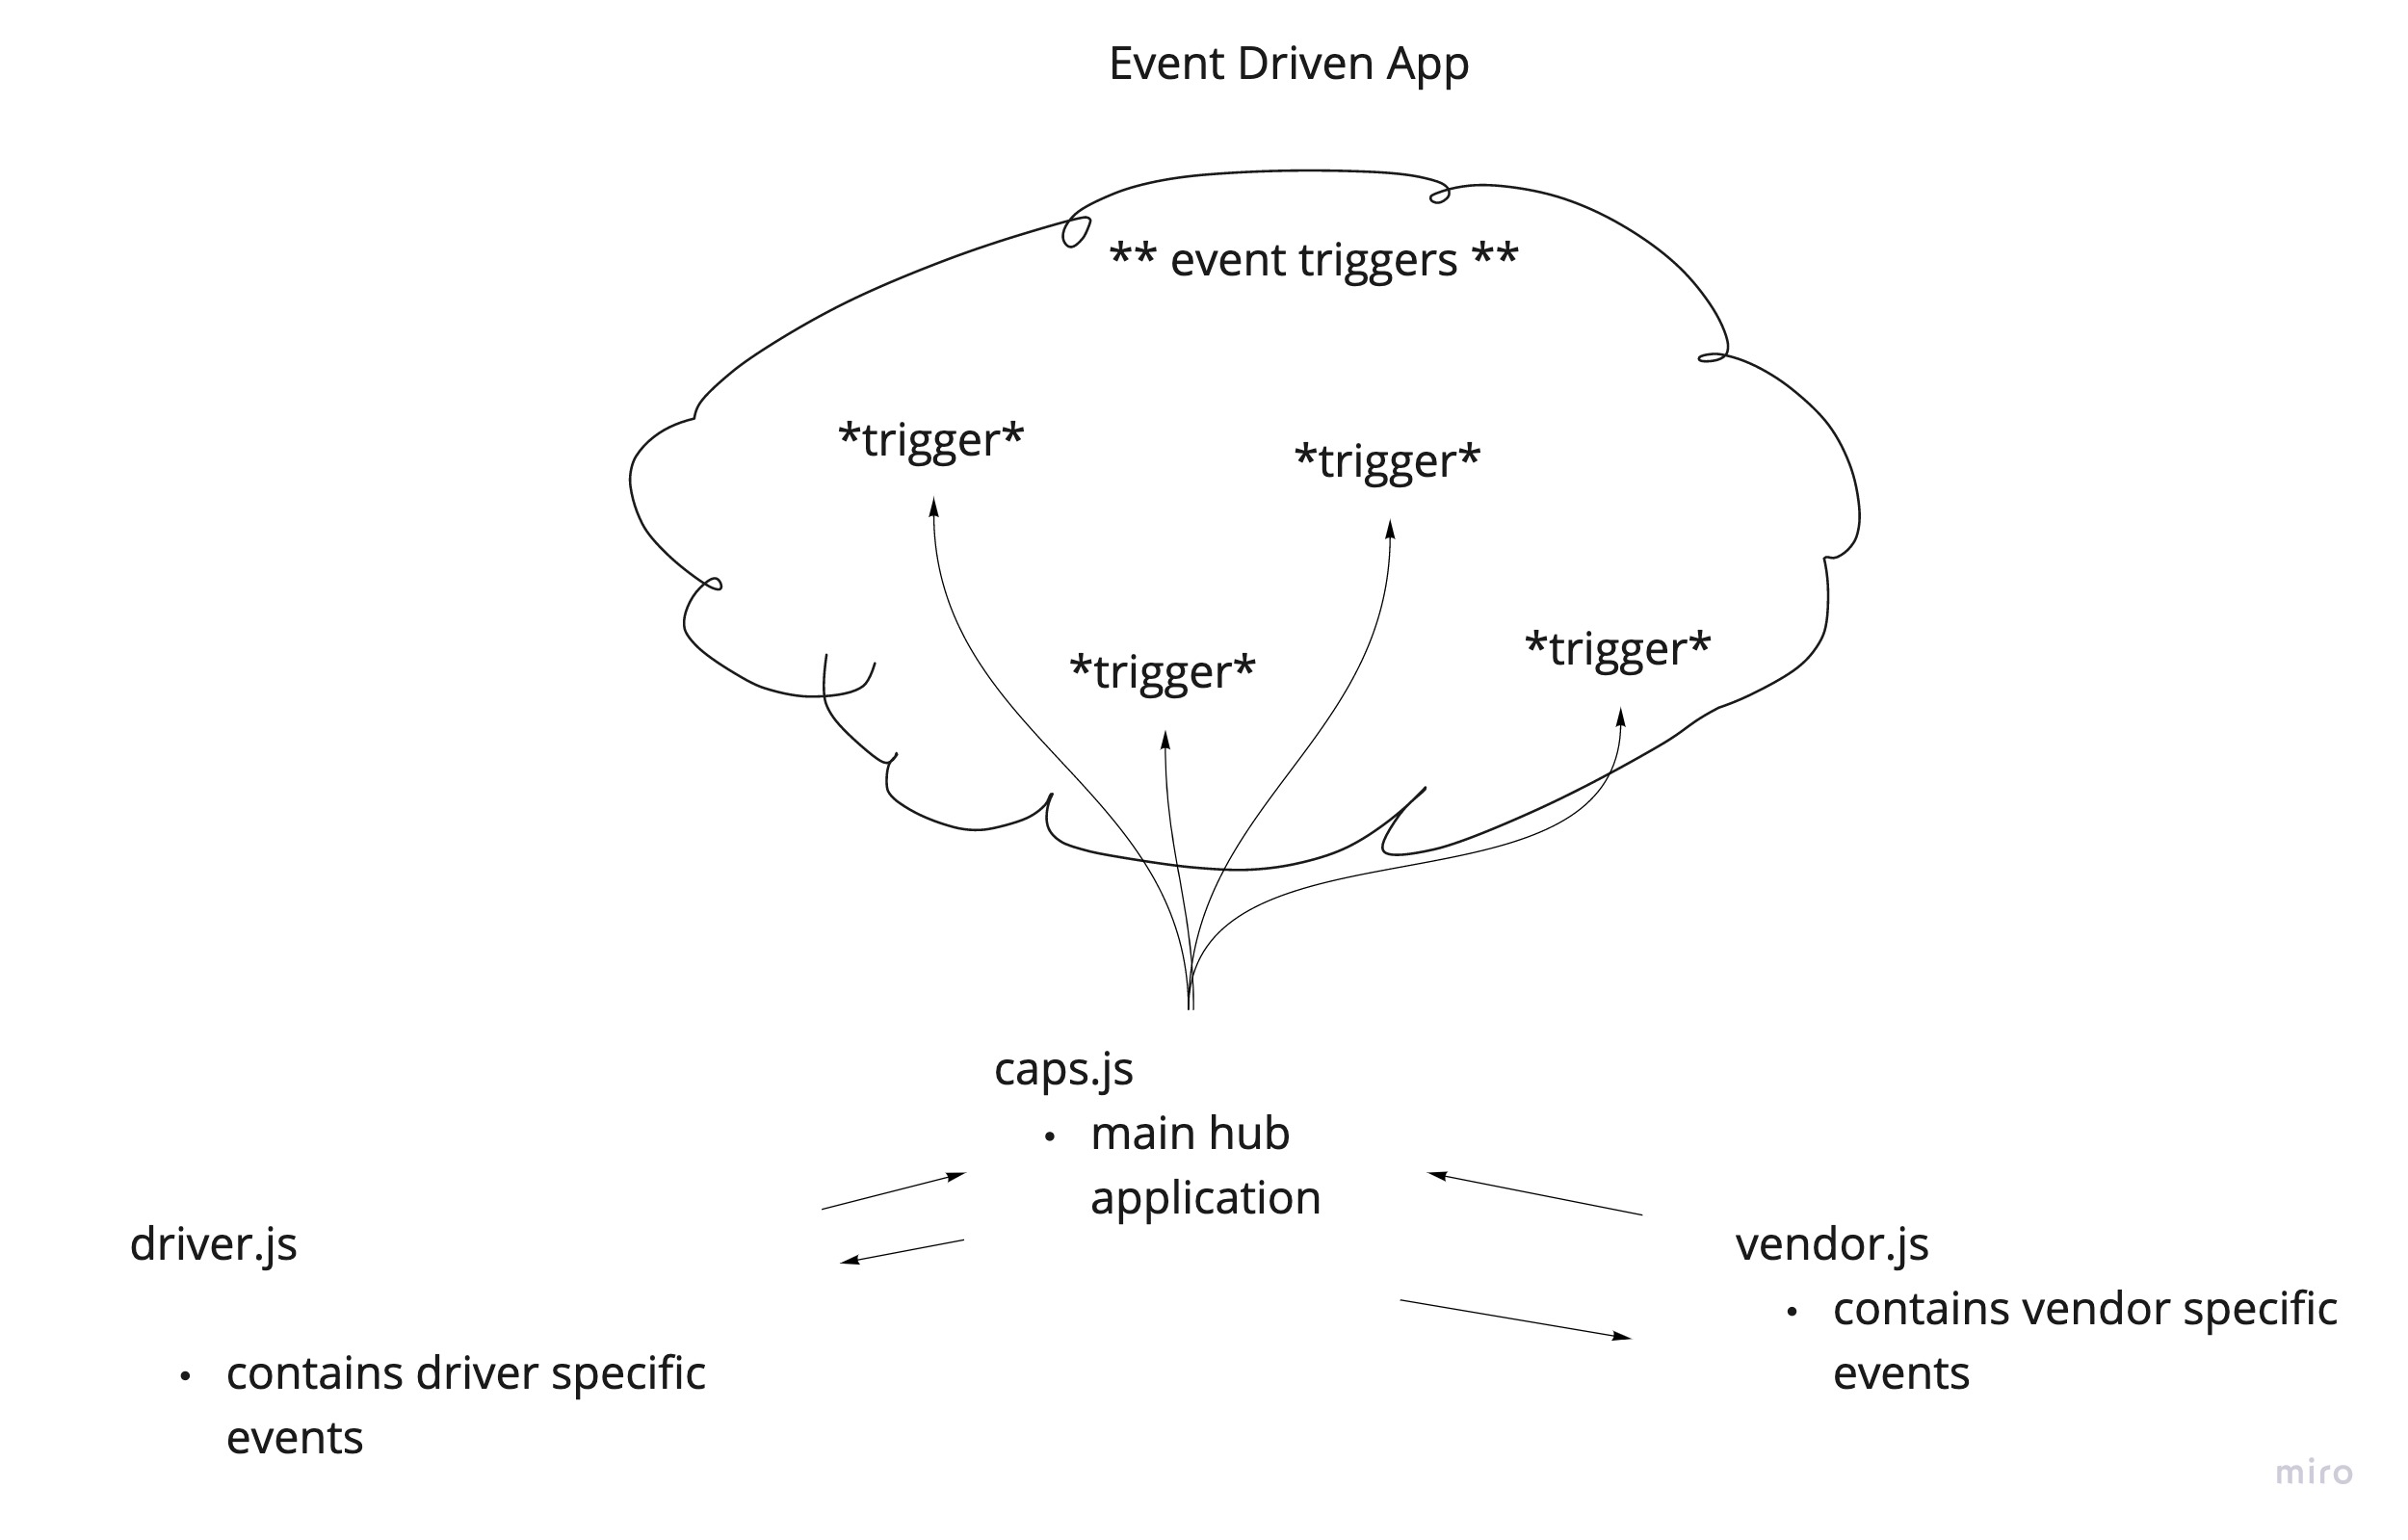 Event Driven App
** event triggers **
*trigger*
*trigger*
*trigger*
*trigger*
caps.js
• main hub
application
driver.js
• contains driver specific
events
vendor.js
• contains vendor specific
events
miro